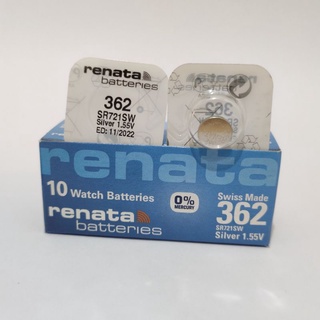 renata
batteries
362
SR721SW
Silver 1.55V
ED: 11/2022
renata
362
renata
10 Watch Batteries
renata
batteries
0%
MERCURY
Swiss Made
362
SR721SW
Silver 1.55V